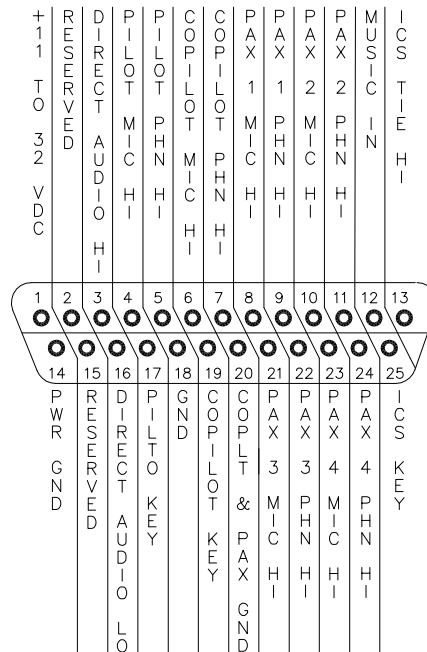 +11 TO 32 VDC
RESERVED
DIRECT AUDIO HI
PILOT MIC HI
PILOT PHN HI
COPILOT MIC HI
COPILOT PHN HI
PAX 1 MIC HI
PAX 1 PHN HI
PAX 2 MIC HI
PAX 2 PHN HI
MUSIC IN
ICS TIE HI
1 2 3 4 5 6 7 8 9 10 11 12 13
14 15 16 17 18 19 20 21 22 23 24 25
PWR GND
RESERVED
DIRECT AUDIO LO
PILTO KEY
GND
COPILOT KEY
COPLT & PAX GND
PAX 3 MIC HI
PAX 3 PHN HI
PAX 4 MIC HI
PAX 4 PHN HI
ICS KEY